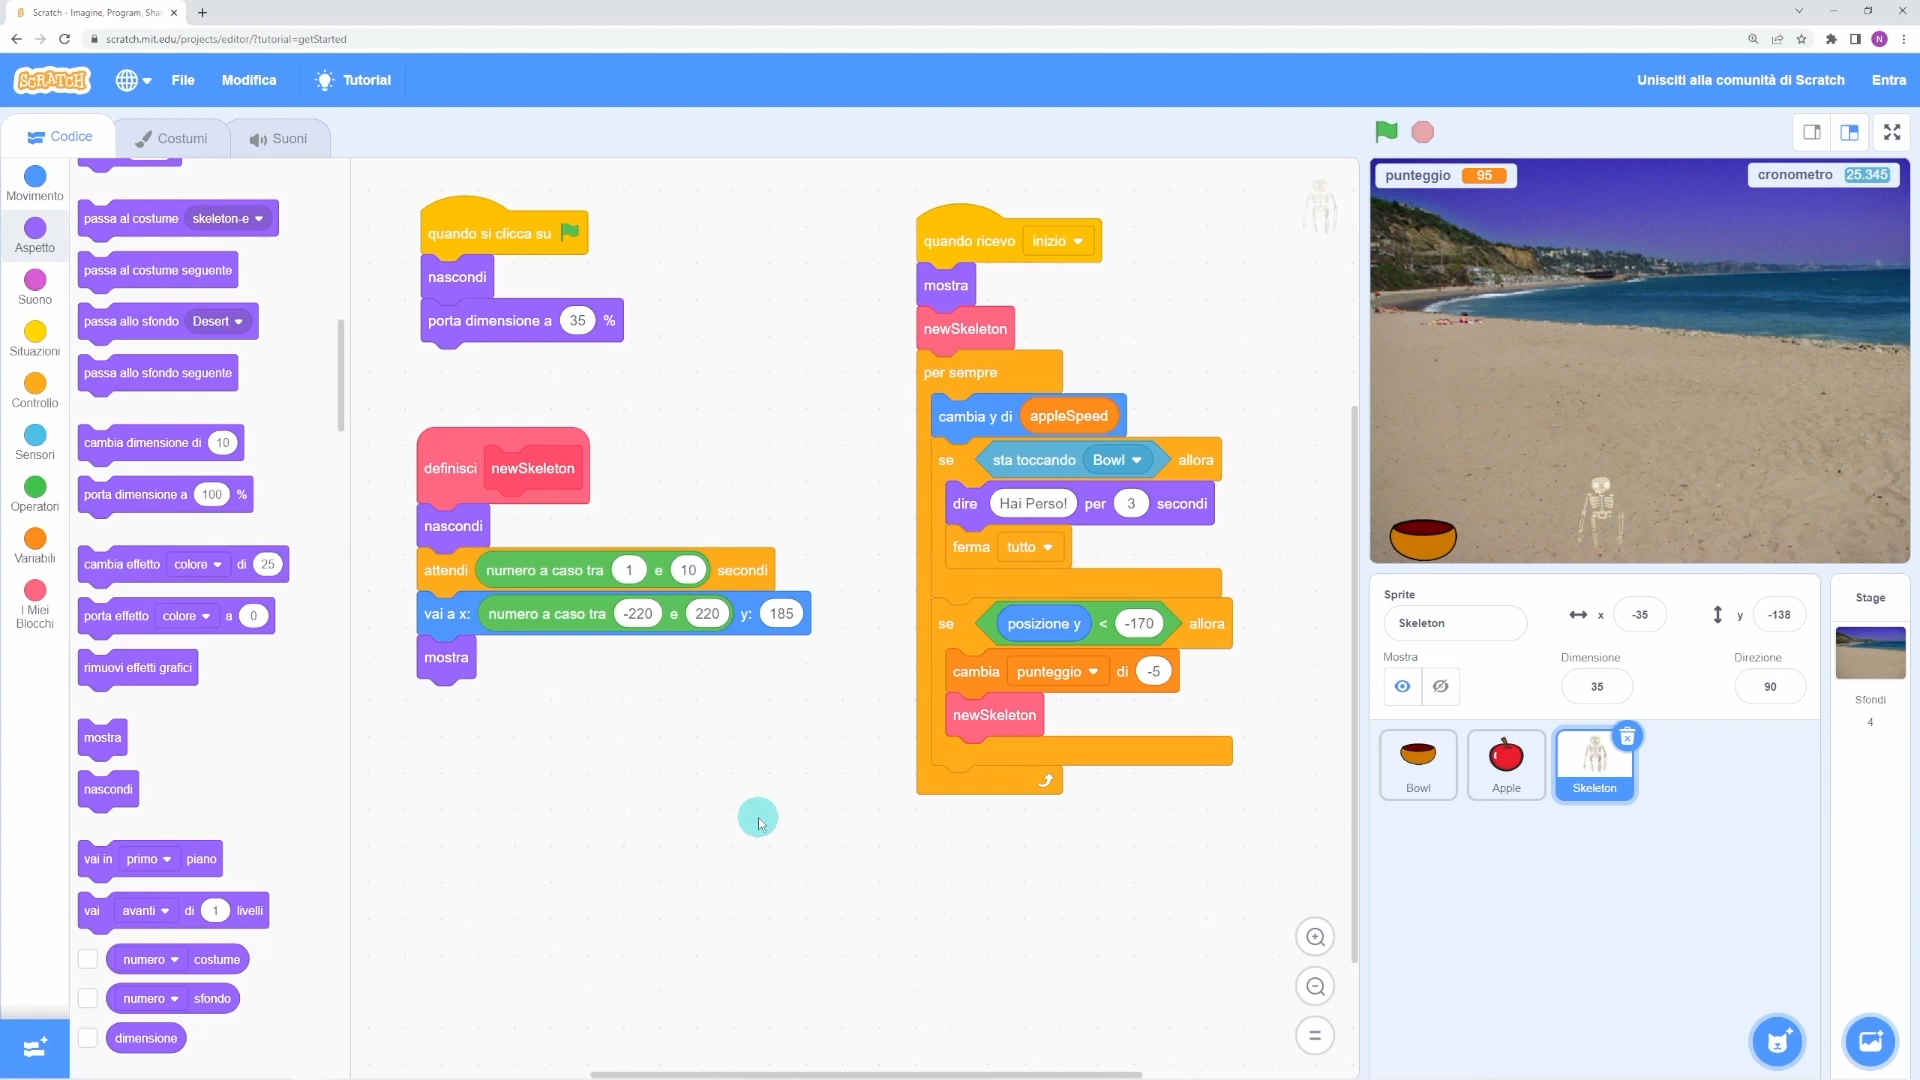 Scratch - Imagine, Program, Sha
scratch.mit.edu/projects/editor/?tutorial=getStarted
N
SCRATCH
File
Modifica
Tutorial
Unisciti alla comunità di Scratch
Entra
Codice
Costumi
Suoni
Movimento
Aspetto
Suono
Situazioni
Controllo
Sensori
Operatori
Variabili
I Miei
Blocchi
passa al costume skeleton-e
passa al costume seguente
passa allo sfondo Desert
passa allo sfondo seguente
cambia dimensione di 10
porta dimensione a 100 %
cambia effetto colore di 25
porta effetto colore a 0
rimuovi effetti grafici
mostra
nascondi
vai in primo piano
vai avanti di 1 livelli
numero costume
numero sfondo
dimensione
quando si clicca su
nascondi
porta dimensione a 35 %
definisci newSkeleton
nascondi
attendi numero a caso tra 1 e 10 secondi
vai a x: numero a caso tra -220 e 220 y: 185
mostra
quando ricevo inizio
mostra
newSkeleton
per sempre
cambia y di appleSpeed
se sta toccando Bowl allora
dire Hai Perso! per 3 secondi
ferma tutto
se posizione y < -170 allora
cambia punteggio di -5
newSkeleton
punteggio 95
cronometro 25.345
Sprite
Skeleton
x -35
y -138
Mostra
Dimensione
35
Direzione
90
Bowl
Apple
Skeleton
Stage
Sfondi
4